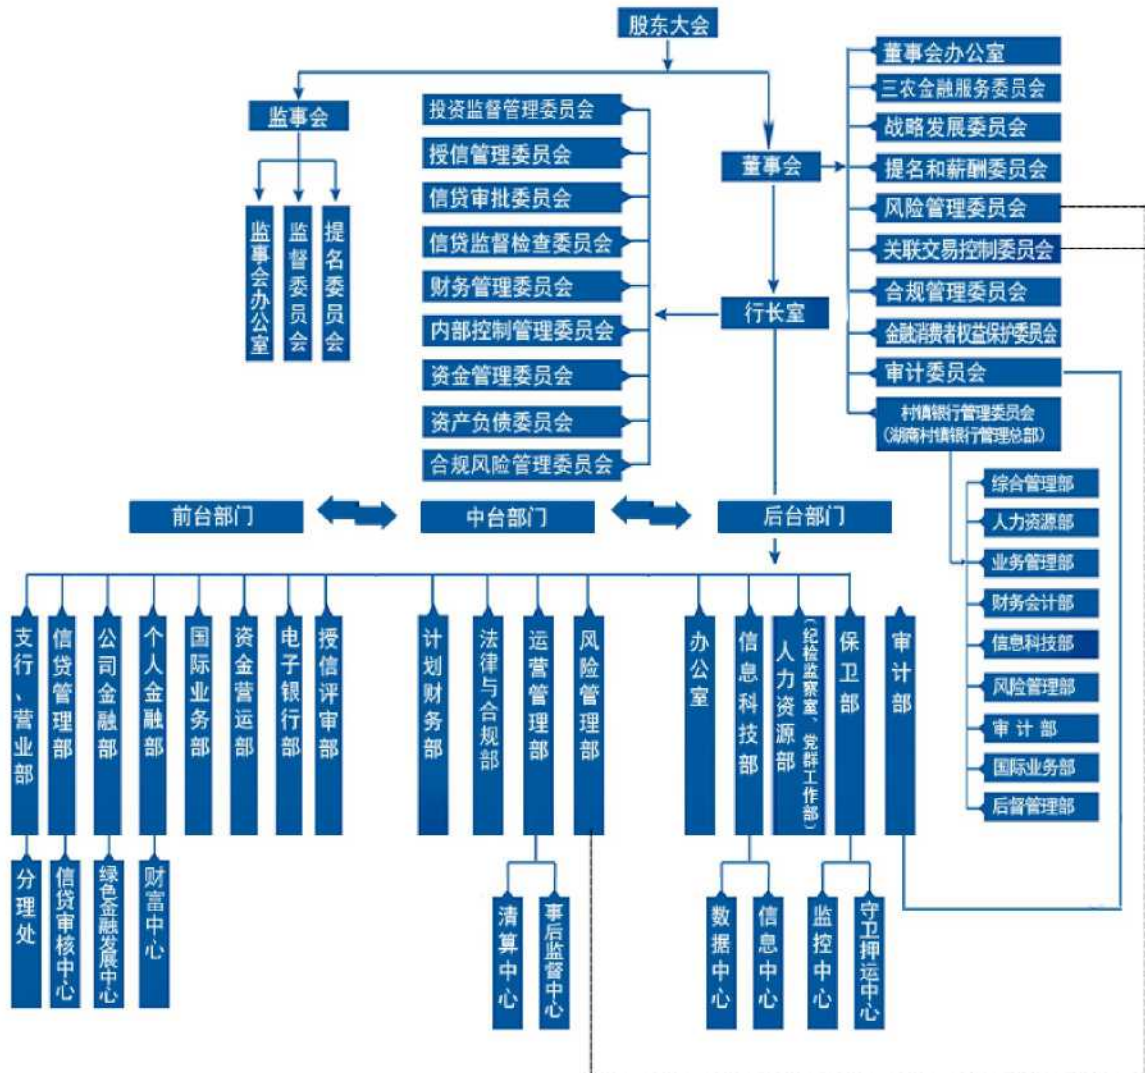 股东大会
监事会
监事会办公室
监督委员会
提名委员会
投资监督管理委员会
授信管理委员会
信贷审批委员会
信贷监督检查委员会
财务管理委员会
内部控制管理委员会
资金管理委员会
资产负债委员会
合规风险管理委员会
董事会
行长室
董事会办公室
三农金融服务委员会
战略发展委员会
提名和薪酬委员会
风险管理委员会
关联交易控制委员会
合规管理委员会
金融消费者权益保护委员会
审计委员会
村镇银行管理委员会
(湖商村镇银行管理总部)
综合管理部
人力资源部
业务管理部
财务会计部
信息科技部
风险管理部
审计部
国际业务部
后督管理部
前台部门
中台部门
后台部门
支行、营业部
信贷管理部
公司金融部
个人金融部
国际业务部
资金营运部
电子银行部
授信评审部
计划财务部
法律与合规部
运营管理部
风险管理部
办公室
信息科技部
人力资源部
(纪检监察室、党群工作部)
保卫部
审计部
分理处
信贷审核中心
绿色金融发展中心
财富中心
清算中心
事后监督中心
数据中心
信息中心
监控中心
守卫押运中心